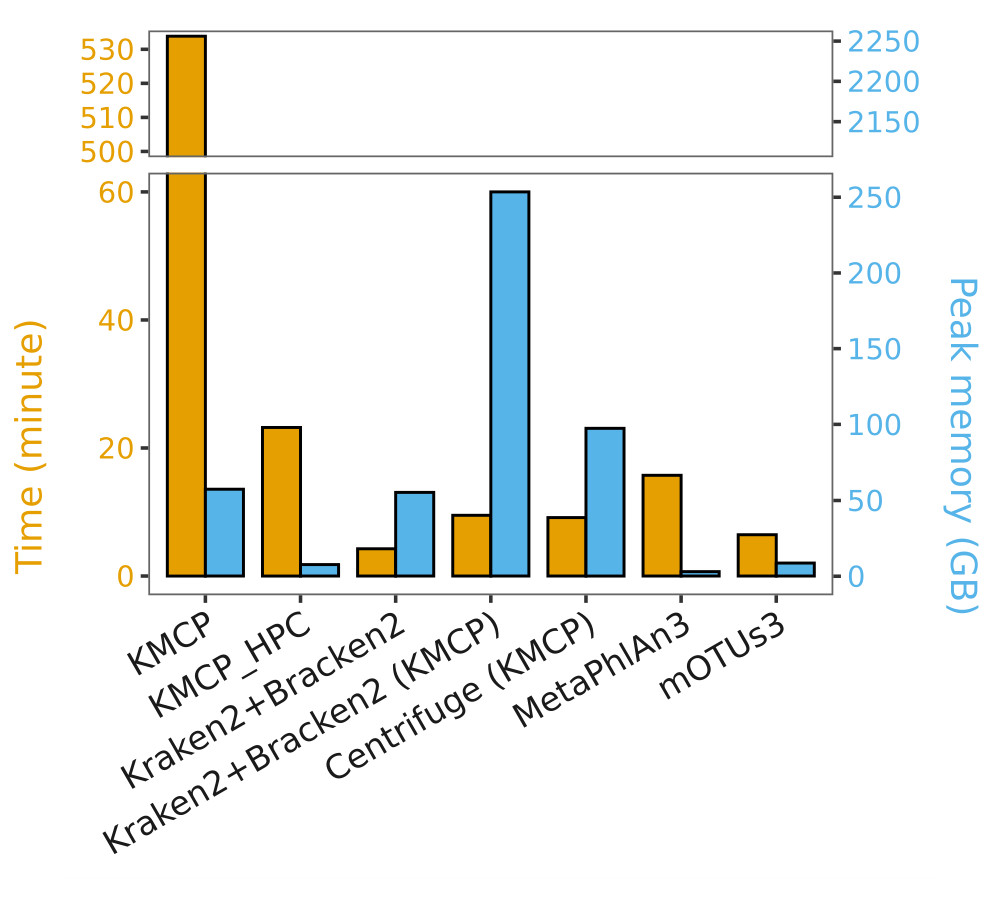 530
520
510
500
2250
2200
2150
60
40
20
0
250
200
150
100
50
0
Time (minute)
Peak memory (GB)
KMCP
KMCP_HPC
Kraken2+Bracken2
Kraken2+Bracken2 (KMCP)
Centrifuge (KMCP)
MetaPhlAn3
mOTUs3